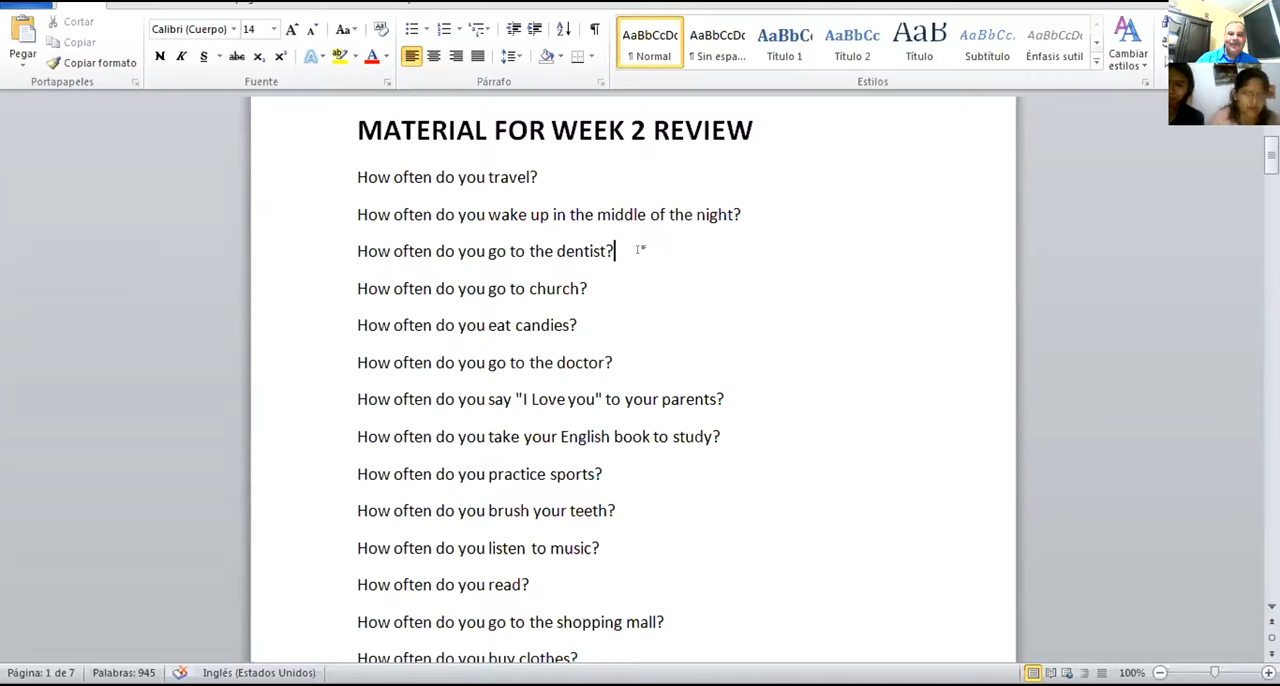 Cortar
Copiar
Copiar formato
Pegar
Portapapeles
Calibri (Cuerpo) 14
Aa
N K S abc x₂ x²
Fuente
Párrafo
AaBbCcDc AaBbCcDc AaBbC AaBbCc AaB AaBbCc. AaBbCcDc
¶ Normal ¶ Sin espa... Título 1 Título 2 Título Subtítulo Énfasis sutil
Cambiar
estilos
Estilos
MATERIAL FOR WEEK 2 REVIEW
How often do you travel?
How often do you wake up in the middle of the night?
How often do you go to the dentist?
How often do you go to church?
How often do you eat candies?
How often do you go to the doctor?
How often do you say "I Love you" to your parents?
How often do you take your English book to study?
How often do you practice sports?
How often do you brush your teeth?
How often do you listen to music?
How often do you read?
How often do you go to the shopping mall?
How often do you buy clothes?
Página: 1 de 7 Palabras: 945 Inglés (Estados Unidos) 100%